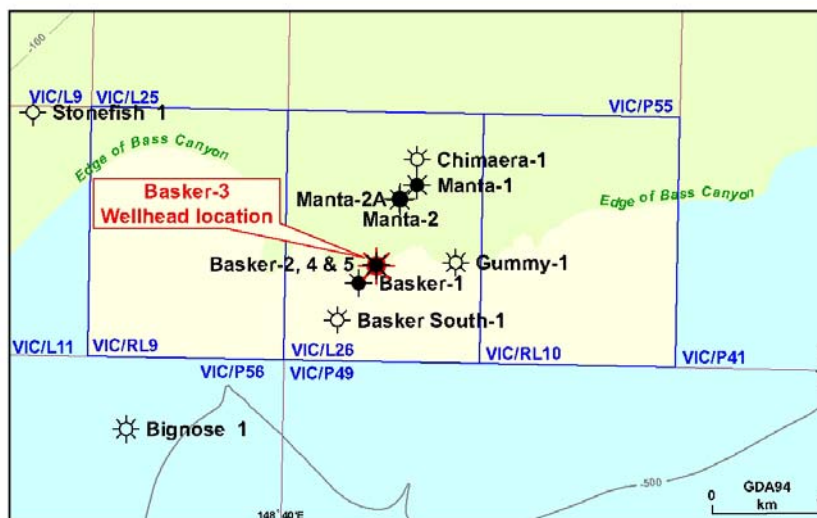 -100
VIC/L9
VIC/L25
VIC/P55
Stonefish 1
Edge of Bass Canyon
Chimaera-1
Manta-1
Basker-3
Wellhead location
Manta-2A
Manta-2
Edge of Bass Canyon
Basker-2, 4 & 5
Gummy-1
Basker-1
Basker South-1
VIC/L11
VIC/RL9
VIC/L26
VIC/RL10
VIC/P41
VIC/P56
VIC/P49
Bignose 1
-500
GDA94
0
km